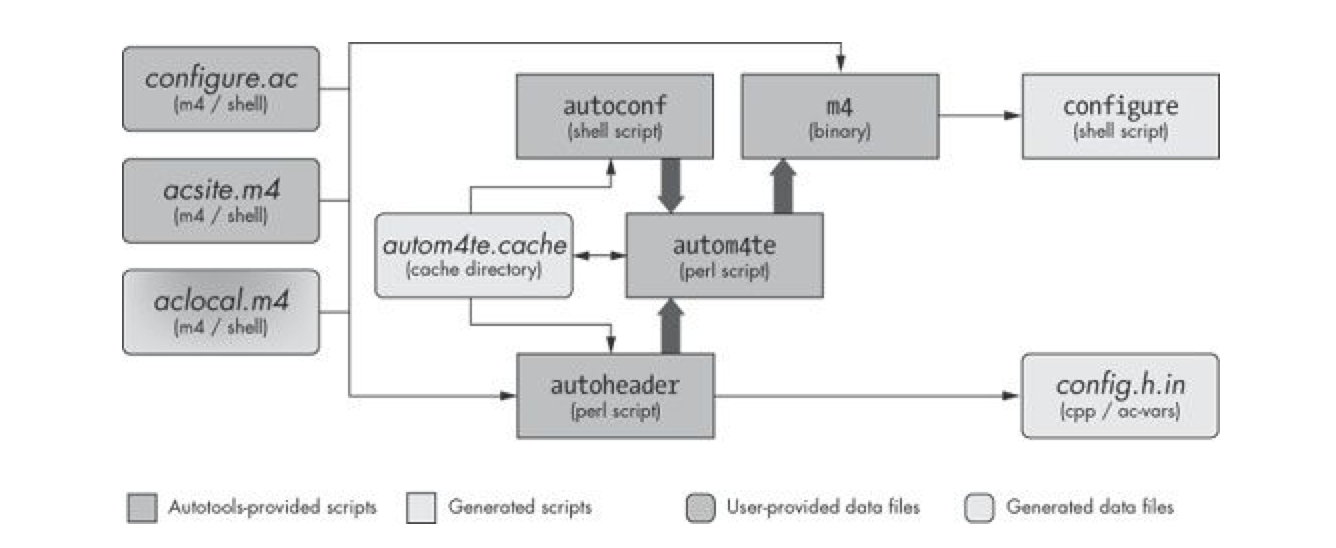 configure.ac
(m4 / shell)
acsite.m4
(m4 / shell)
aclocal.m4
(m4 / shell)
autoconf
(shell script)
m4
(binary)
configure
(shell script)
autom4te.cache
(cache directory)
autom4te
(perl script)
autoheader
(perl script)
config.h.in
(cpp / ac-vars)
Autotools-provided scripts
Generated scripts
User-provided data files
Generated data files